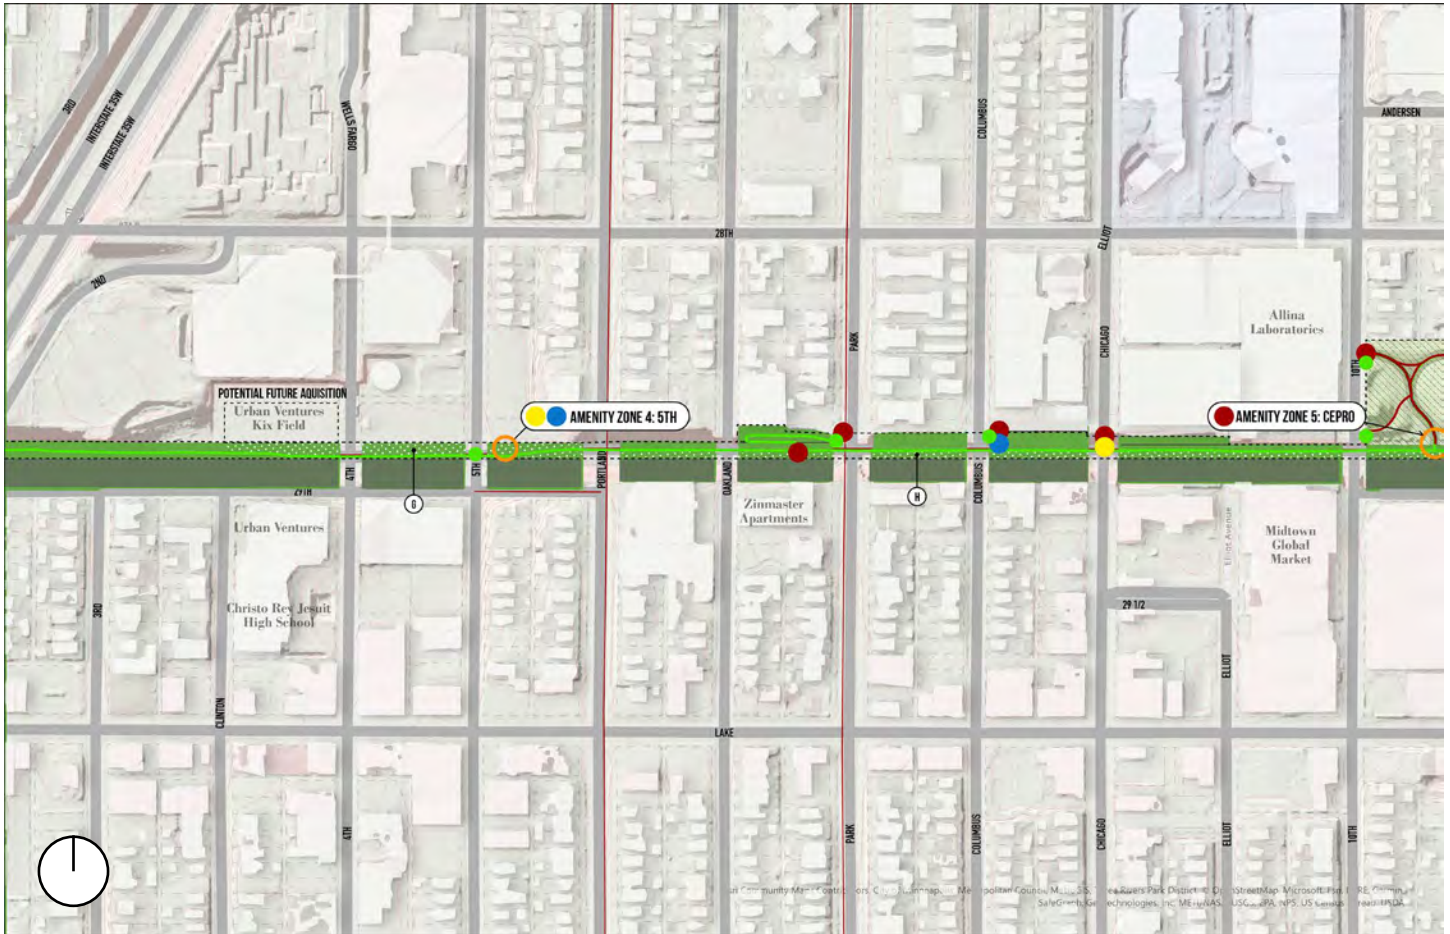 3RD
INTERSTATE 35W
INTERSTATE 35W
WELLS FARGO
COLUMBUS
ANDERSEN
28TH
ELLIOT
2ND
Allina
Laboratories
PARK
CHICAGO
10TH
POTENTIAL FUTURE AQUISITION
Urban Ventures
Kix Field
AMENITY ZONE 4: 5TH
AMENITY ZONE 5: CEPRO
4TH
5TH
PORTLAND
OAKLAND
COLUMBUS
29TH
G
H
Zinmaster
Apartments
Urban Ventures
Elliot Avenue
Midtown
Global
Market
Christo Rey Jesuit
High School
3RD
29 1/2
ELLIOT
CLINTON
LAKE
4TH
PARK
COLUMBUS
CHICAGO
ELLIOT
10TH